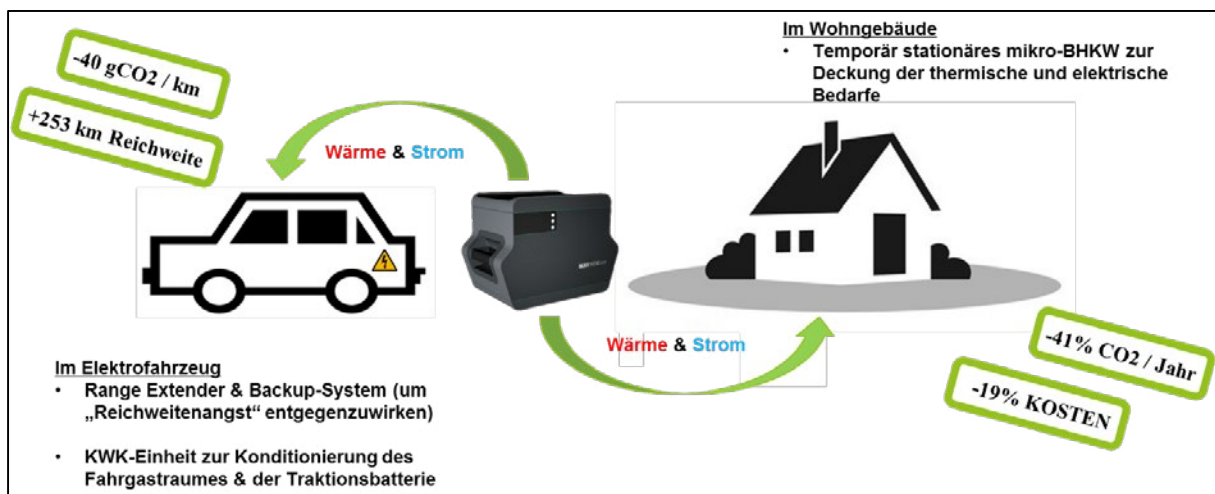 -40 gCO2 / km
+253 km Reichweite
Wärme & Strom
Im Wohngebäude
• Temporär stationäres mikro-BHKW zur
Deckung der thermische und elektrische
Bedarfe
Wärme & Strom
Im Elektrofahrzeug
• Range Extender & Backup-System (um
„Reichweitenangst“ entgegenzuwirken)
• KWK-Einheit zur Konditionierung des
Fahrgastraumes & der Traktionsbatterie
-41% CO2 / Jahr
-19% KOSTEN